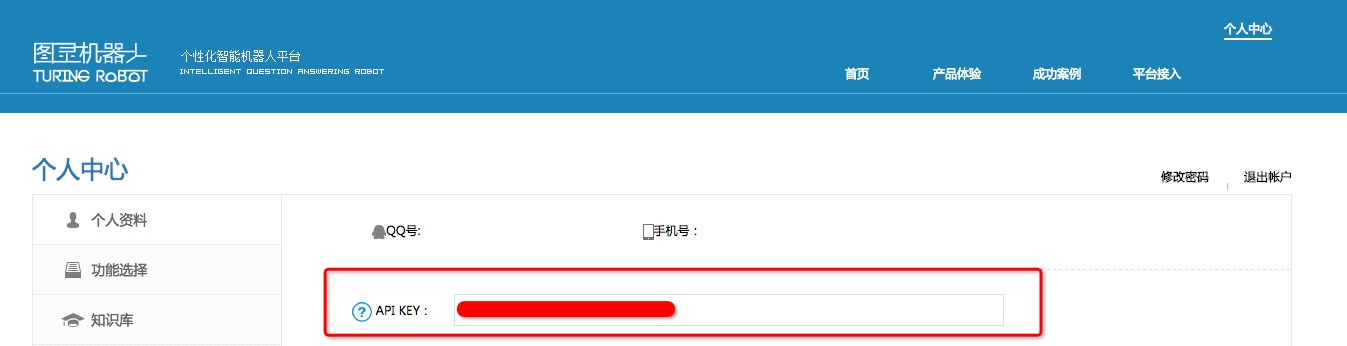 个人中心
图灵机器人
TURING ROBOT
个性化智能机器人平台
INTELLIGENT QUESTION ANSWERING ROBOT
首页 产品体验 成功案例 平台接入
个人中心
修改密码 退出帐户
个人资料
QQ号: 手机号：
功能选择
API KEY：
知识库